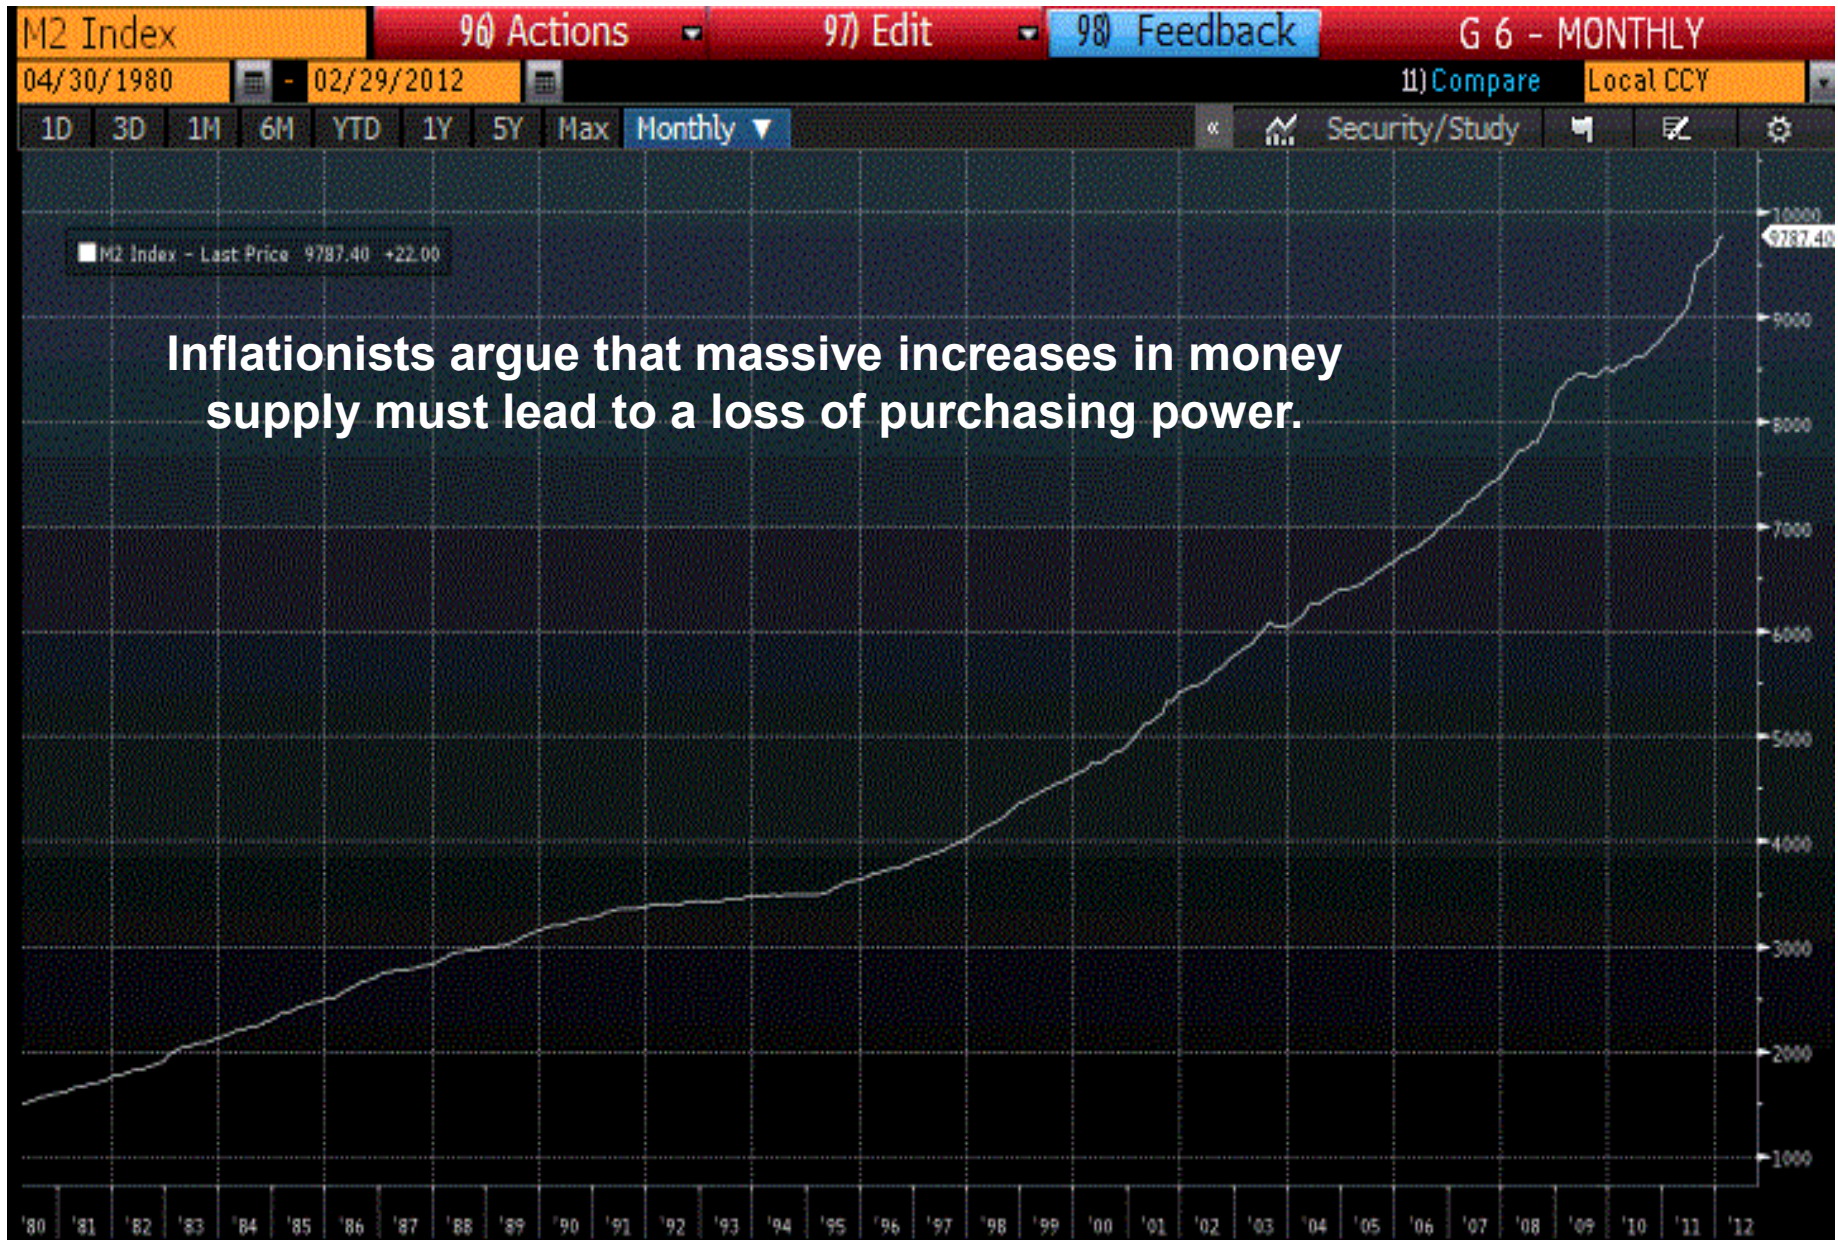 M2 Index 96) Actions 97) Edit 98) Feedback G 6 - MONTHLY
04/30/1980 - 02/29/2012 11) Compare Local CCY
1D 3D 1M 6M YTD 1Y 5Y Max Monthly ▼ « Security/Study
10000
M2 Index - Last Price 9787.40 +22.00
9787.40
9000
Inflationists argue that massive increases in money
supply must lead to a loss of purchasing power.
8000
7000
6000
5000
4000
3000
2000
1000
'80 '81 '82 '83 '84 '85 '86 '87 '88 '89 '90 '91 '92 '93 '94 '95 '96 '97 '98 '99 '00 '01 '02 '03 '04 '05 '06 '07 '08 '09 '10 '11 '12